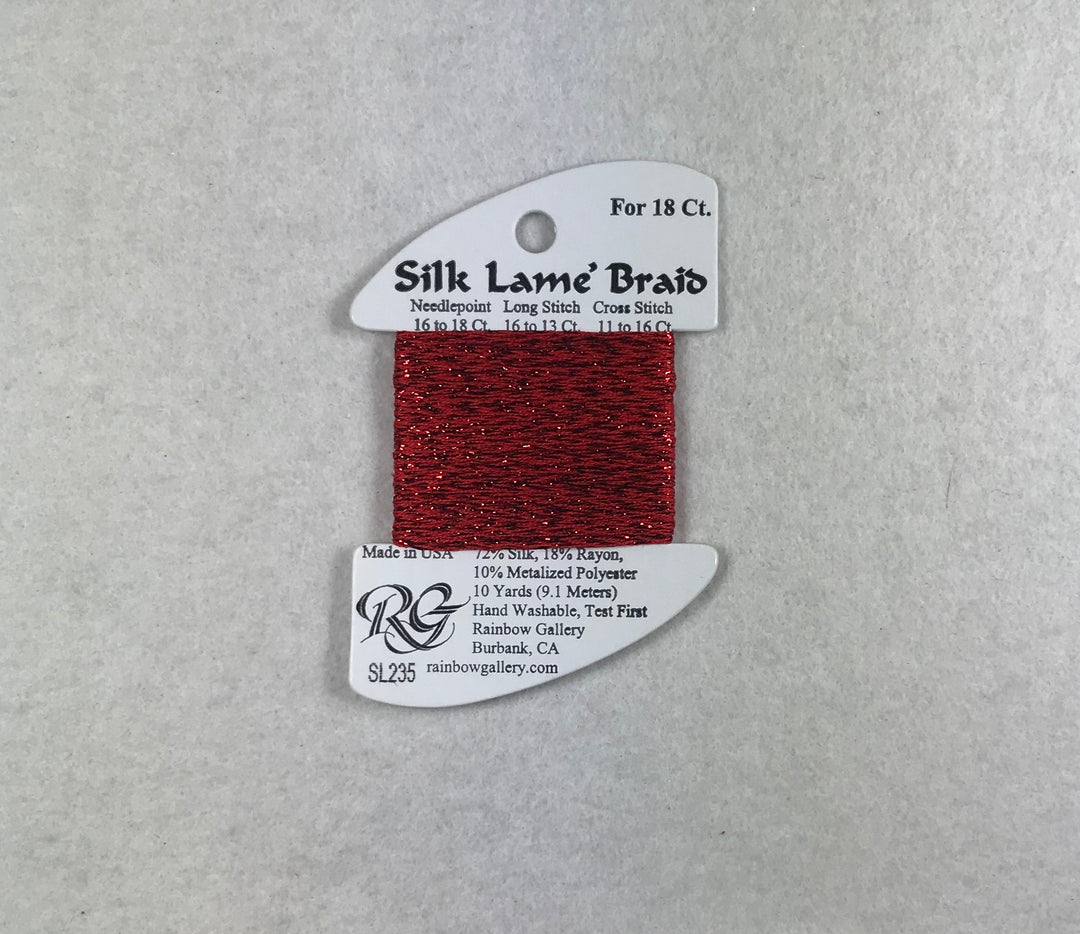 For 18 Ct.
Silk Lame' Braid
Needlepoint Long Stitch Cross Stitch
16 to 18 Ct. 16 to 13 Ct. 11 to 16 Ct.
Made in USA 72% Silk, 18% Rayon,
10% Metalized Polyester
10 Yards (9.1 Meters)
Hand Washable, Test First
Rainbow Gallery
Burbank, CA
RG
SL235 rainbowgallery.com